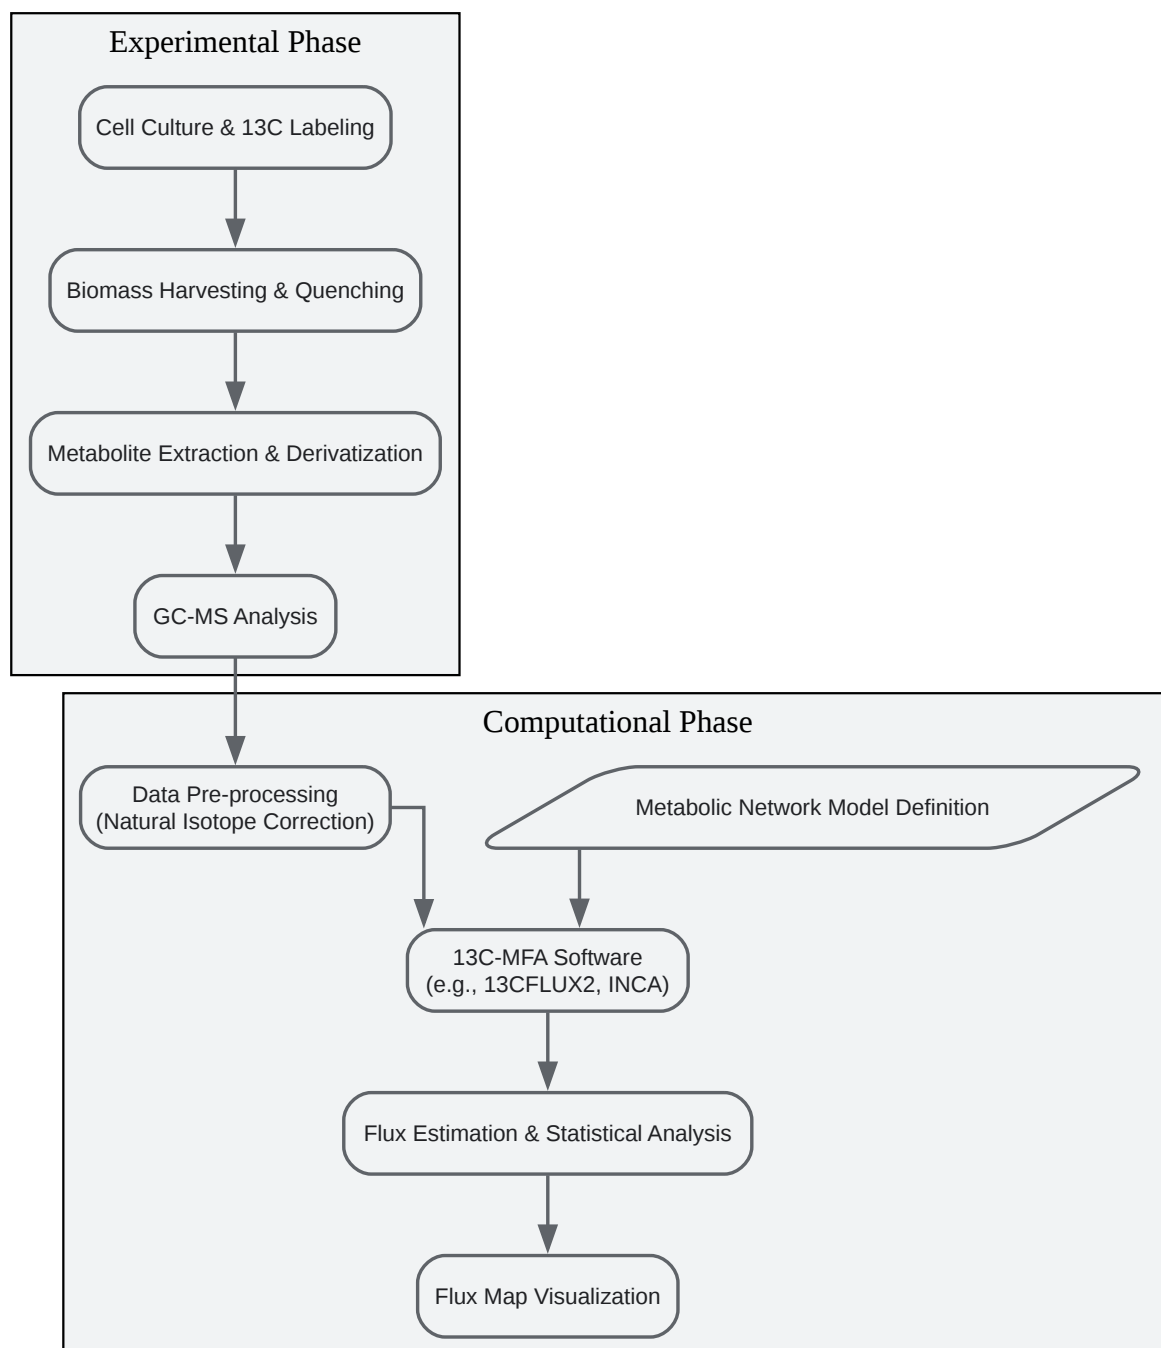 Experimental Phase
Cell Culture & 13C Labeling
Biomass Harvesting & Quenching
Metabolite Extraction & Derivatization
GC-MS Analysis
Computational Phase
Data Pre-processing
(Natural Isotope Correction)
Metabolic Network Model Definition
13C-MFA Software
(e.g., 13CFLUX2, INCA)
Flux Estimation & Statistical Analysis
Flux Map Visualization